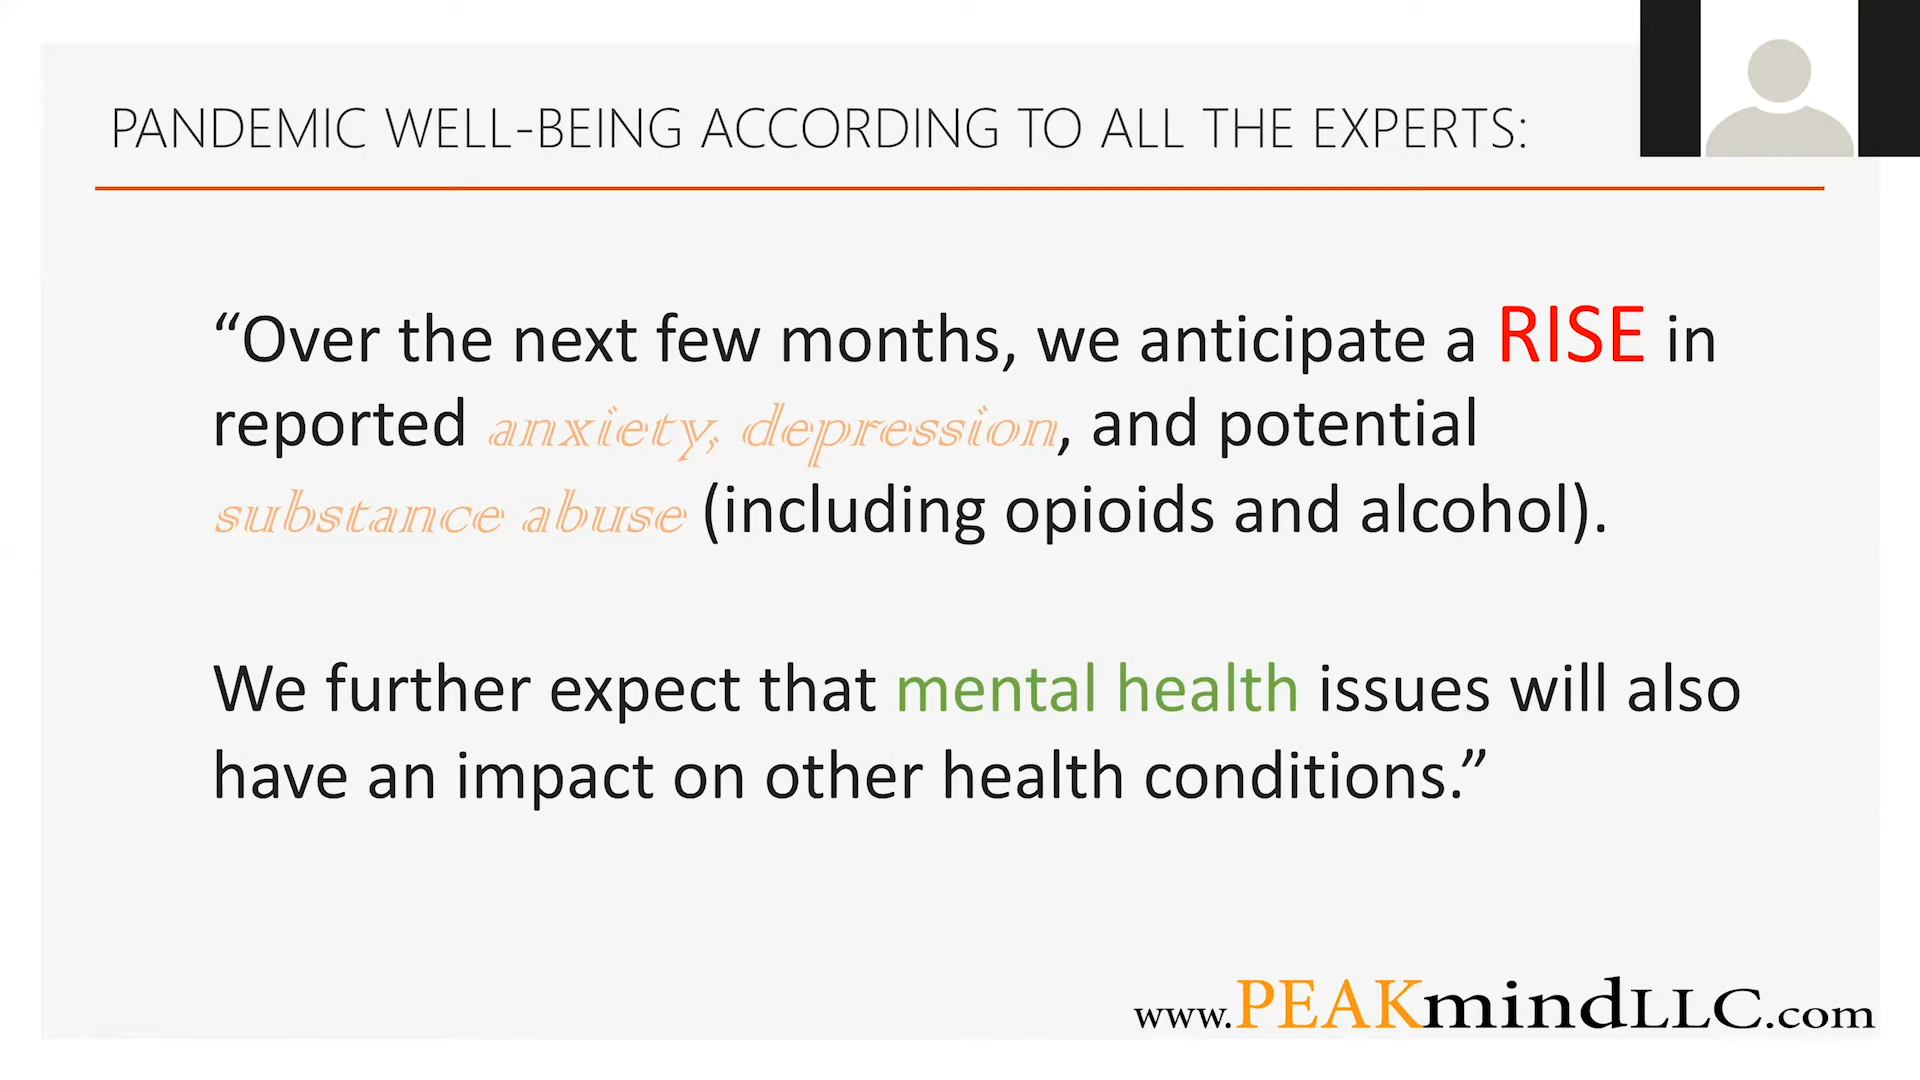 PANDEMIC WELL-BEING ACCORDING TO ALL THE EXPERTS:
“Over the next few months, we anticipate a RISE in
reported anxiety, depression, and potential
substance abuse (including opioids and alcohol).
We further expect that mental health issues will also
have an impact on other health conditions.”
www.PEAKmindLLC.com